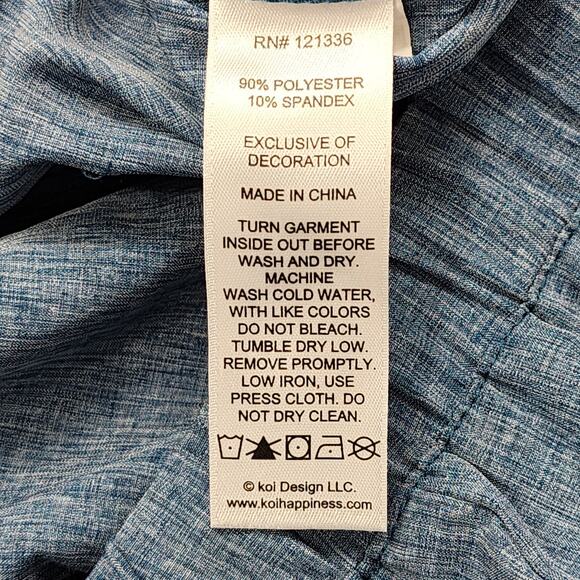 RN# 121336
90% POLYESTER
10% SPANDEX
EXCLUSIVE OF
DECORATION
MADE IN CHINA
TURN GARMENT
INSIDE OUT BEFORE
WASH AND DRY.
MACHINE
WASH COLD WATER,
WITH LIKE COLORS
DO NOT BLEACH.
TUMBLE DRY LOW.
REMOVE PROMPTLY.
LOW IRON, USE
PRESS CLOTH. DO
NOT DRY CLEAN.
© koi Design LLC.
www.koihappiness.com